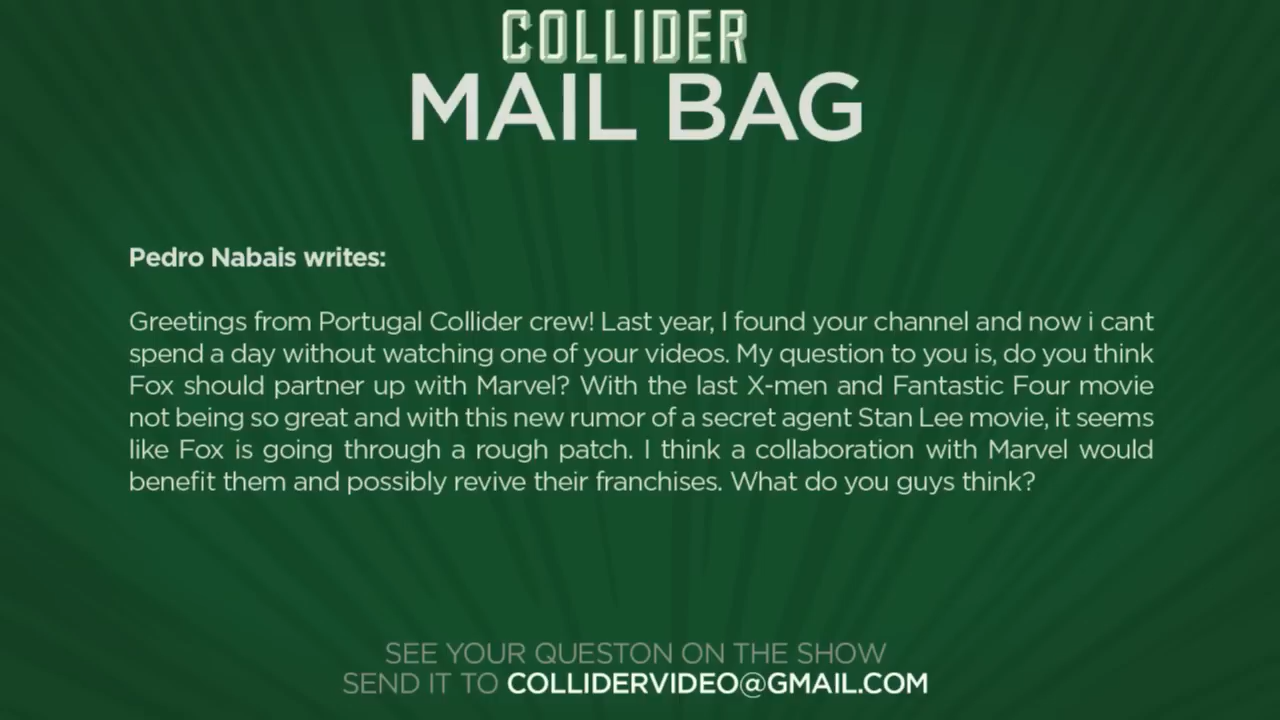 COLLIDER
MAIL BAG
Pedro Nabais writes:
Greetings from Portugal Collider crew! Last year, I found your channel and now i cant
spend a day without watching one of your videos. My question to you is, do you think
Fox should partner up with Marvel? With the last X-men and Fantastic Four movie
not being so great and with this new rumor of a secret agent Stan Lee movie, it seems
like Fox is going through a rough patch. I think a collaboration with Marvel would
benefit them and possibly revive their franchises. What do you guys think?
SEE YOUR QUESTON ON THE SHOW
SEND IT TO COLLIDERVIDEO@GMAIL.COM